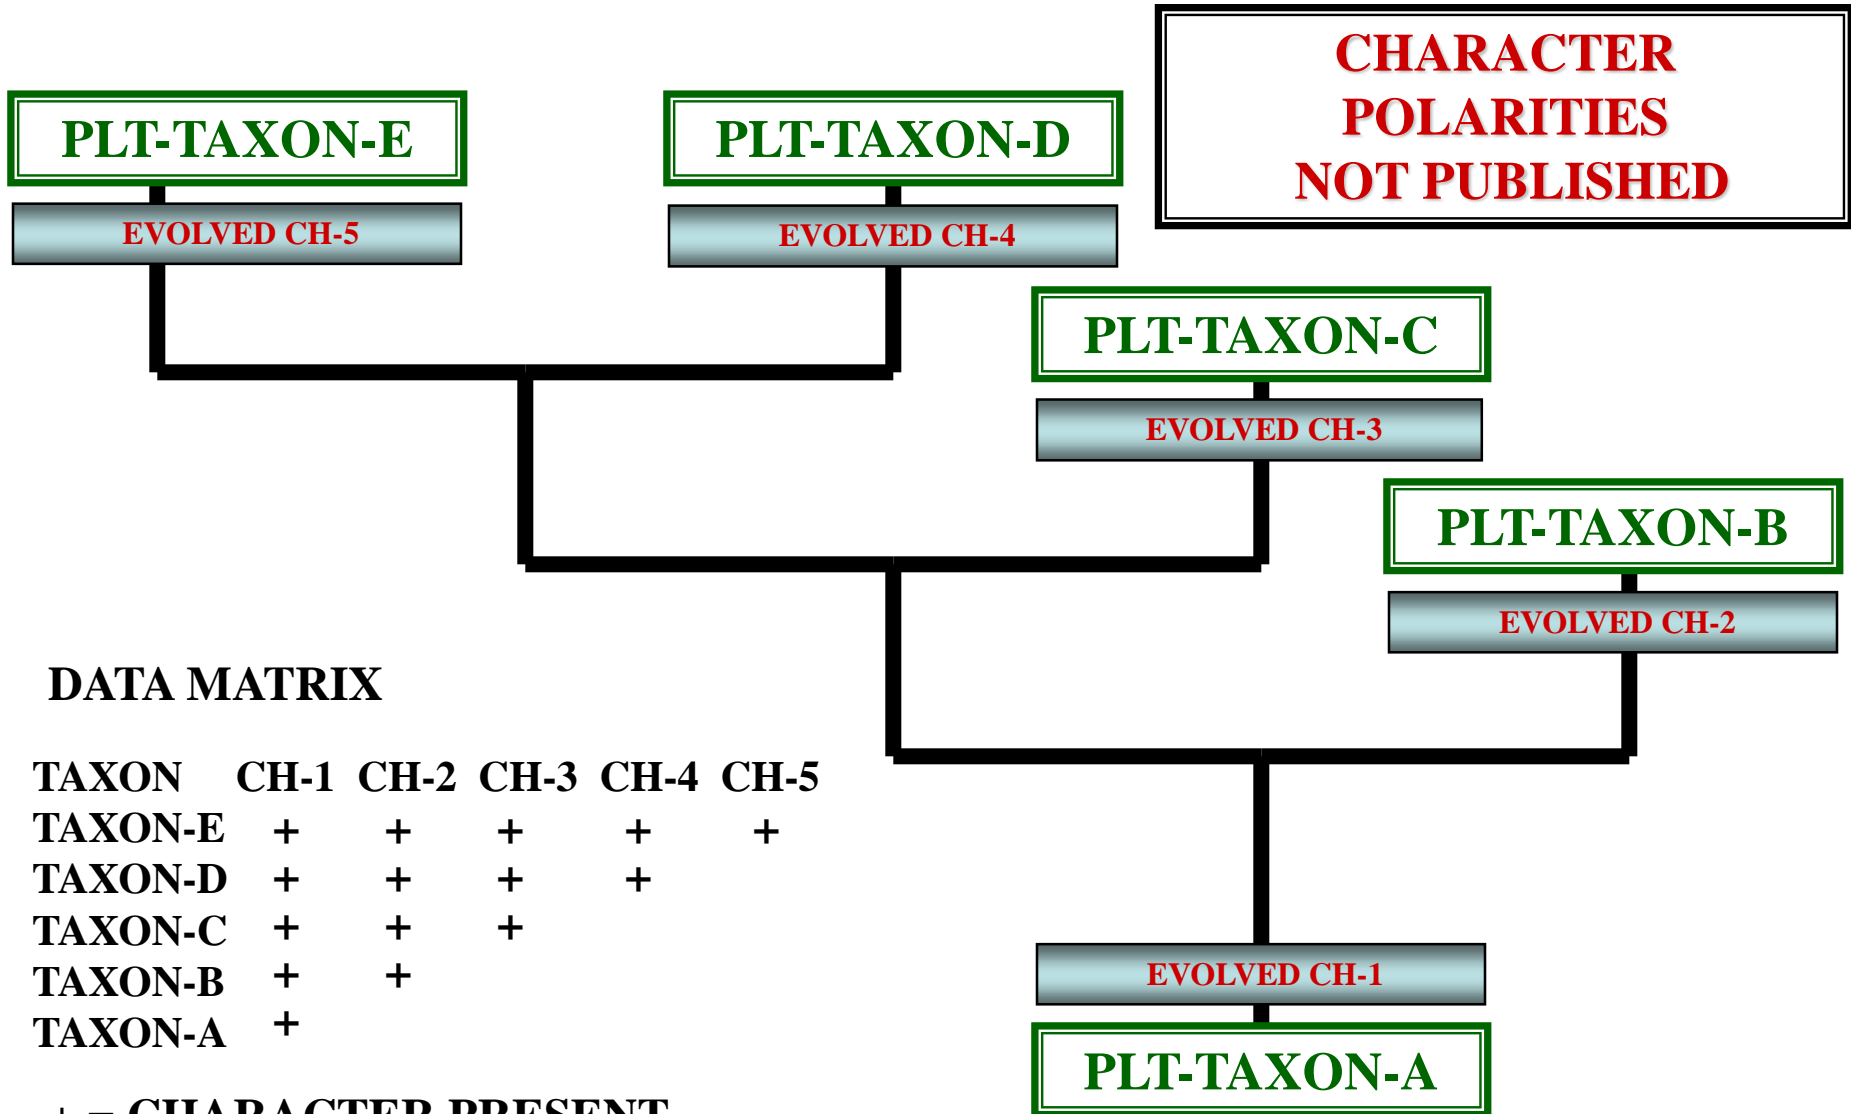 CHARACTER
POLARITIES
NOT PUBLISHED
PLT-TAXON-E
PLT-TAXON-D
EVOLVED CH-5
EVOLVED CH-4
PLT-TAXON-C
EVOLVED CH-3
PLT-TAXON-B
EVOLVED CH-2
DATA MATRIX
TAXON CH-1 CH-2 CH-3 CH-4 CH-5
TAXON-E + + + + +
TAXON-D + + + +
TAXON-C + + +
TAXON-B + +
TAXON-A +
EVOLVED CH-1
PLT-TAXON-A
+ = CHARACTER PRESENT